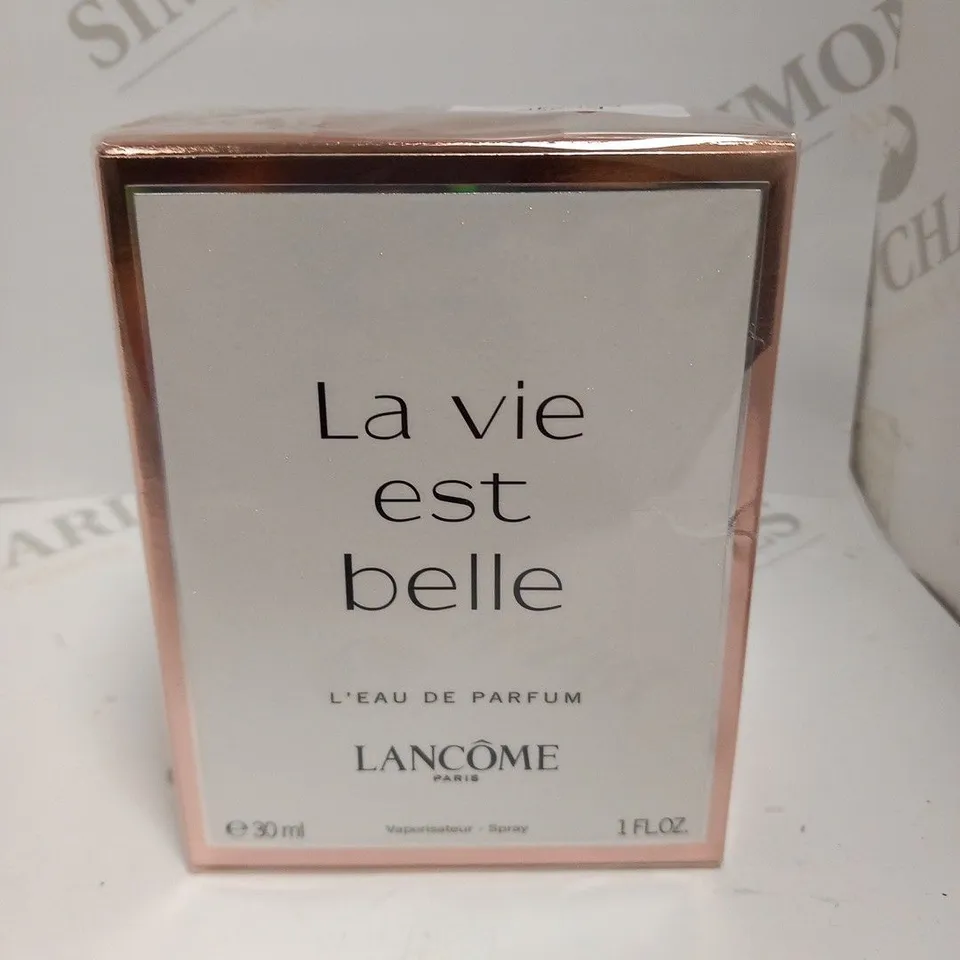 La vie
est
belle
L'EAU DE PARFUM
LANCÔME
PARIS
℮ 30 ml Vaporisateur - Spray 1 FL.OZ.